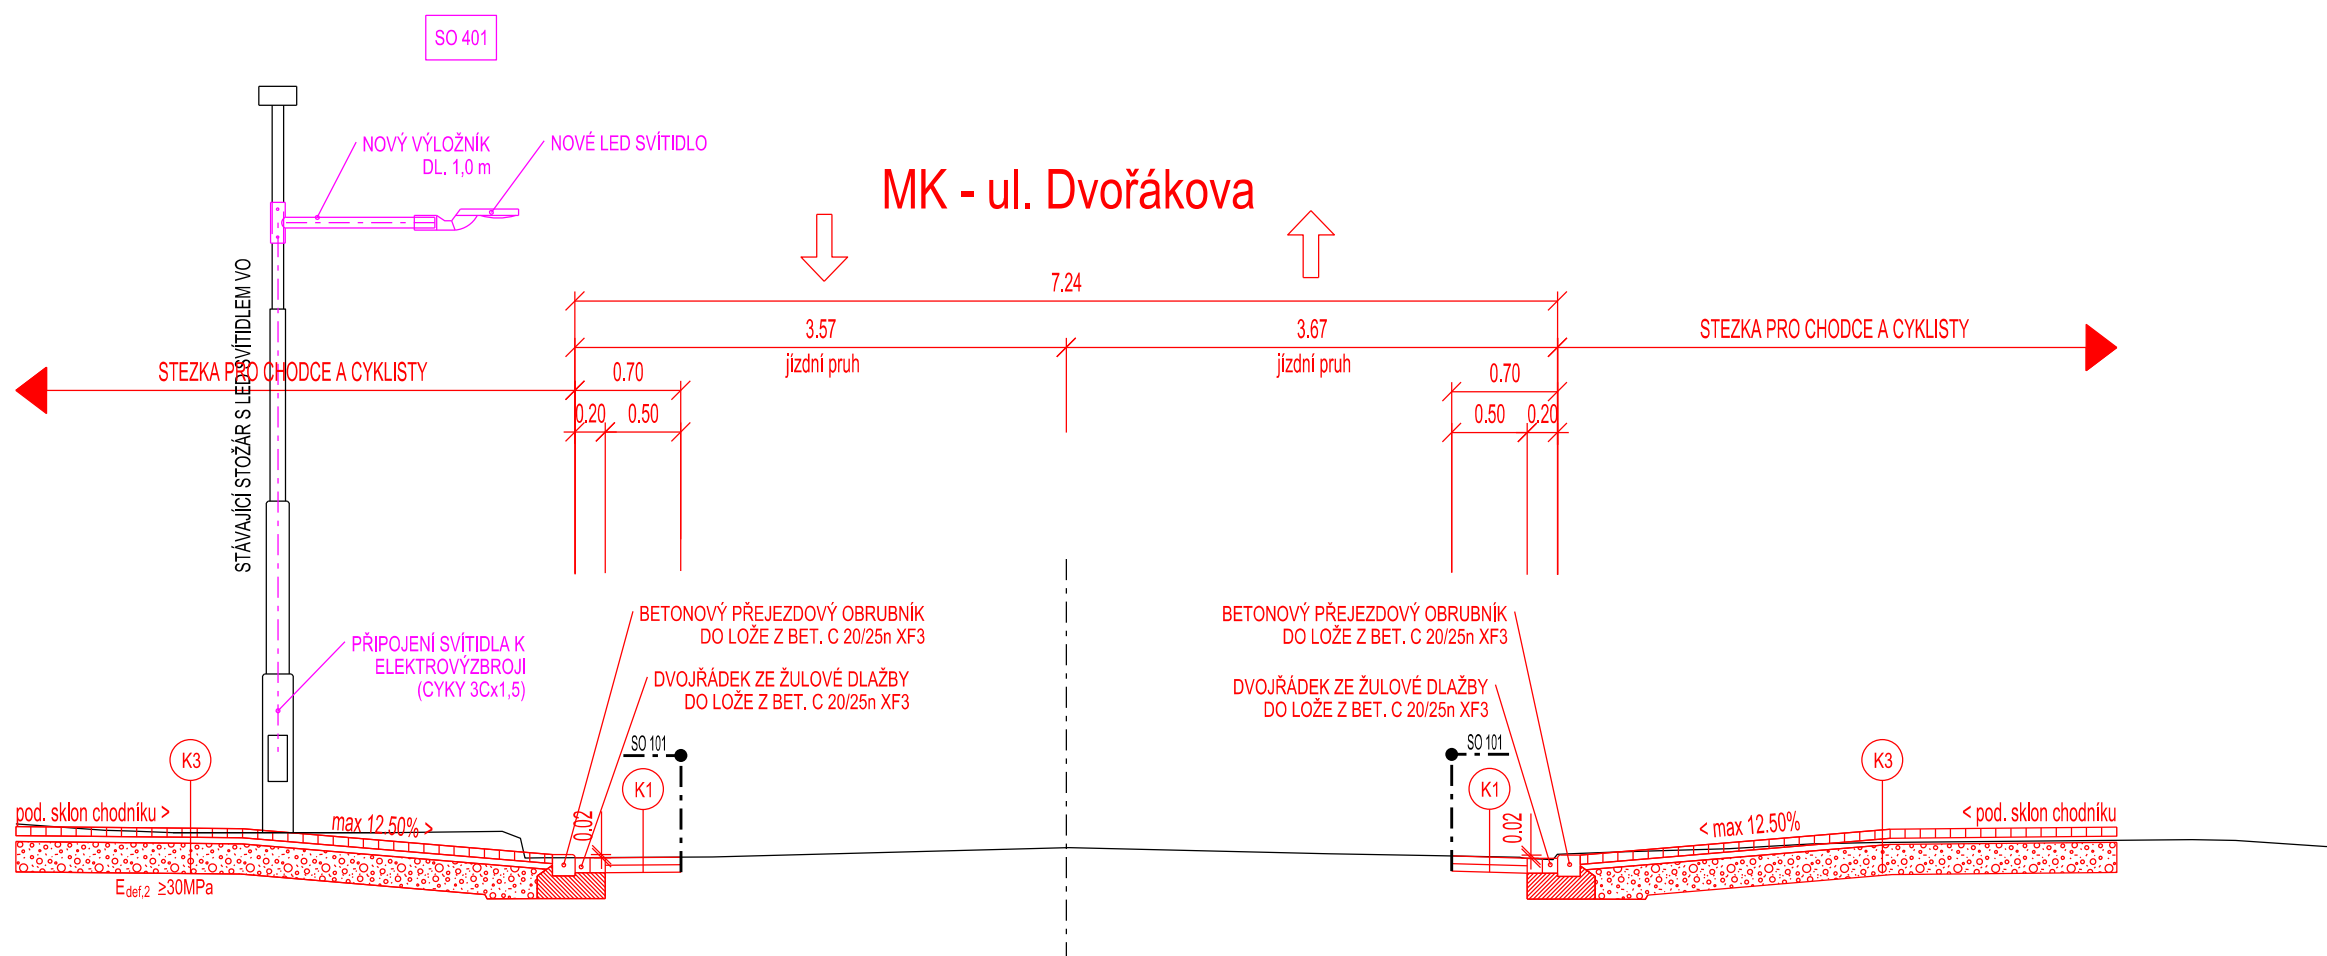 SO 401
NOVÝ VÝLOŽNÍK
DL. 1,0 m
NOVÉ LED SVÍTIDLO
MK - ul. Dvořákova
STÁVAJÍCÍ STOŽÁR S LED SVÍTIDLEM VO
7.24
3.57
jízdní pruh
3.67
jízdní pruh
STEZKA PRO CHODCE A CYKLISTY
STEZKA PRO CHODCE A CYKLISTY
0.70
0.20
0.50
0.70
0.50
0.20
BETONOVÝ PŘEJEZDOVÝ OBRUBNÍK
DO LOŽE Z BET. C 20/25n XF3
DVOJŘÁDEK ZE ŽULOVÉ DLAŽBY
DO LOŽE Z BET. C 20/25n XF3
BETONOVÝ PŘEJEZDOVÝ OBRUBNÍK
DO LOŽE Z BET. C 20/25n XF3
DVOJŘÁDEK ZE ŽULOVÉ DLAŽBY
DO LOŽE Z BET. C 20/25n XF3
PŘIPOJENÍ SVÍTIDLA K
ELEKTROVÝZBROJI
(CYKY 3Cx1,5)
SO 101
SO 101
K3
K1
K1
K3
pod. sklon chodníku >
max 12.50% >
0.02
0.02
< max 12.50%
< pod. sklon chodníku
Edef,2 ≥30MPa